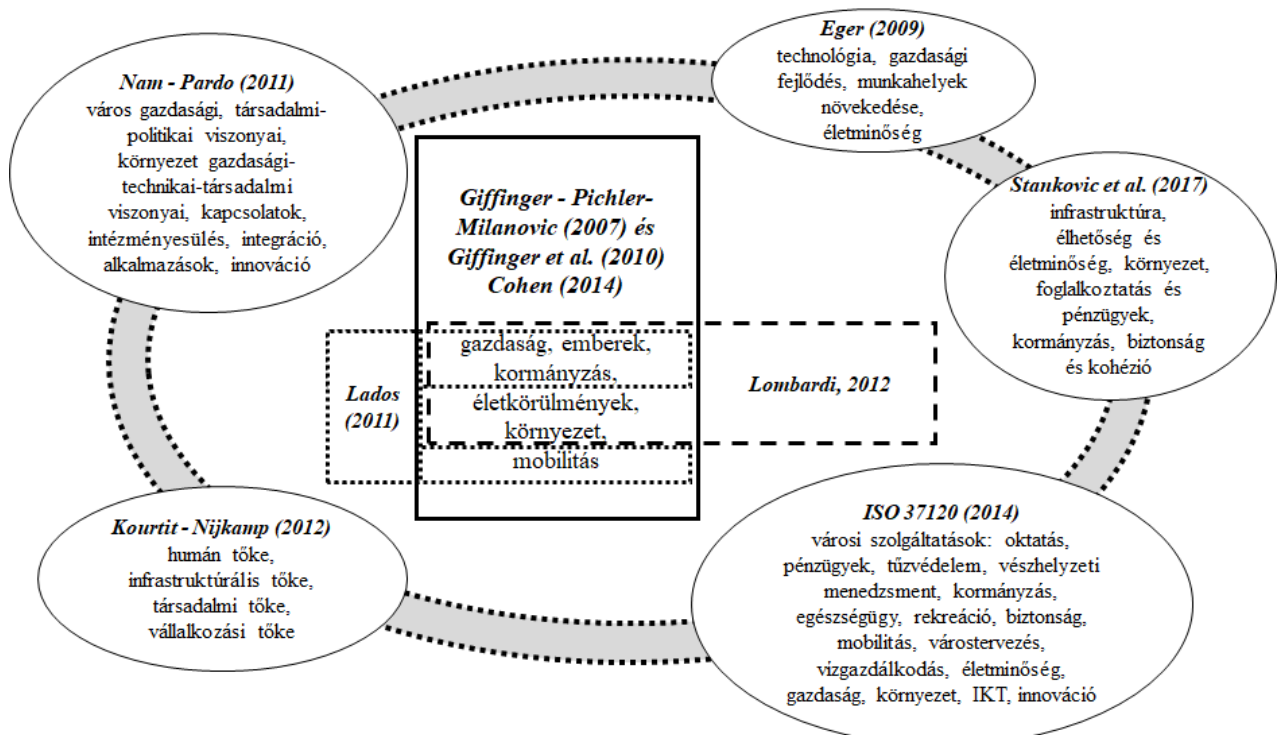 Eger (2009)
technológia, gazdasági
fejlődés, munkahelyek
növekedése,
életminőség
Nam - Pardo (2011)
város gazdasági, társadalmi-
politikai viszonyai,
környezet gazdasági-
technikai-társadalmi
viszonyai, kapcsolatok,
intézményesülés, integráció,
alkalmazások, innováció
Giffinger - Pichler-
Milanovic (2007) és
Giffinger et al. (2010)
Cohen (2014)
Stankovic et al. (2017)
infrastruktúra,
élhetőség és
életminőség, környezet,
foglalkoztatás és
pénzügyek,
kormányzás, biztonság
és kohézió
Lados
(2011)
gazdaság, emberek,
kormányzás,
életkörülmények,
környezet,
mobilitás
Lombardi, 2012
Kourtit - Nijkamp (2012)
humán tőke,
infrastruktúrális tőke,
társadalmi tőke,
vállalkozási tőke
ISO 37120 (2014)
városi szolgáltatások: oktatás,
pénzügyek, tűzvédelem, vészhelyzeti
menedzsment, kormányzás,
egészségügy, rekreáció, biztonság,
mobilitás, várostervezés,
vizgazdálkodás, életminőség,
gazdaság, környezet, IKT, innováció